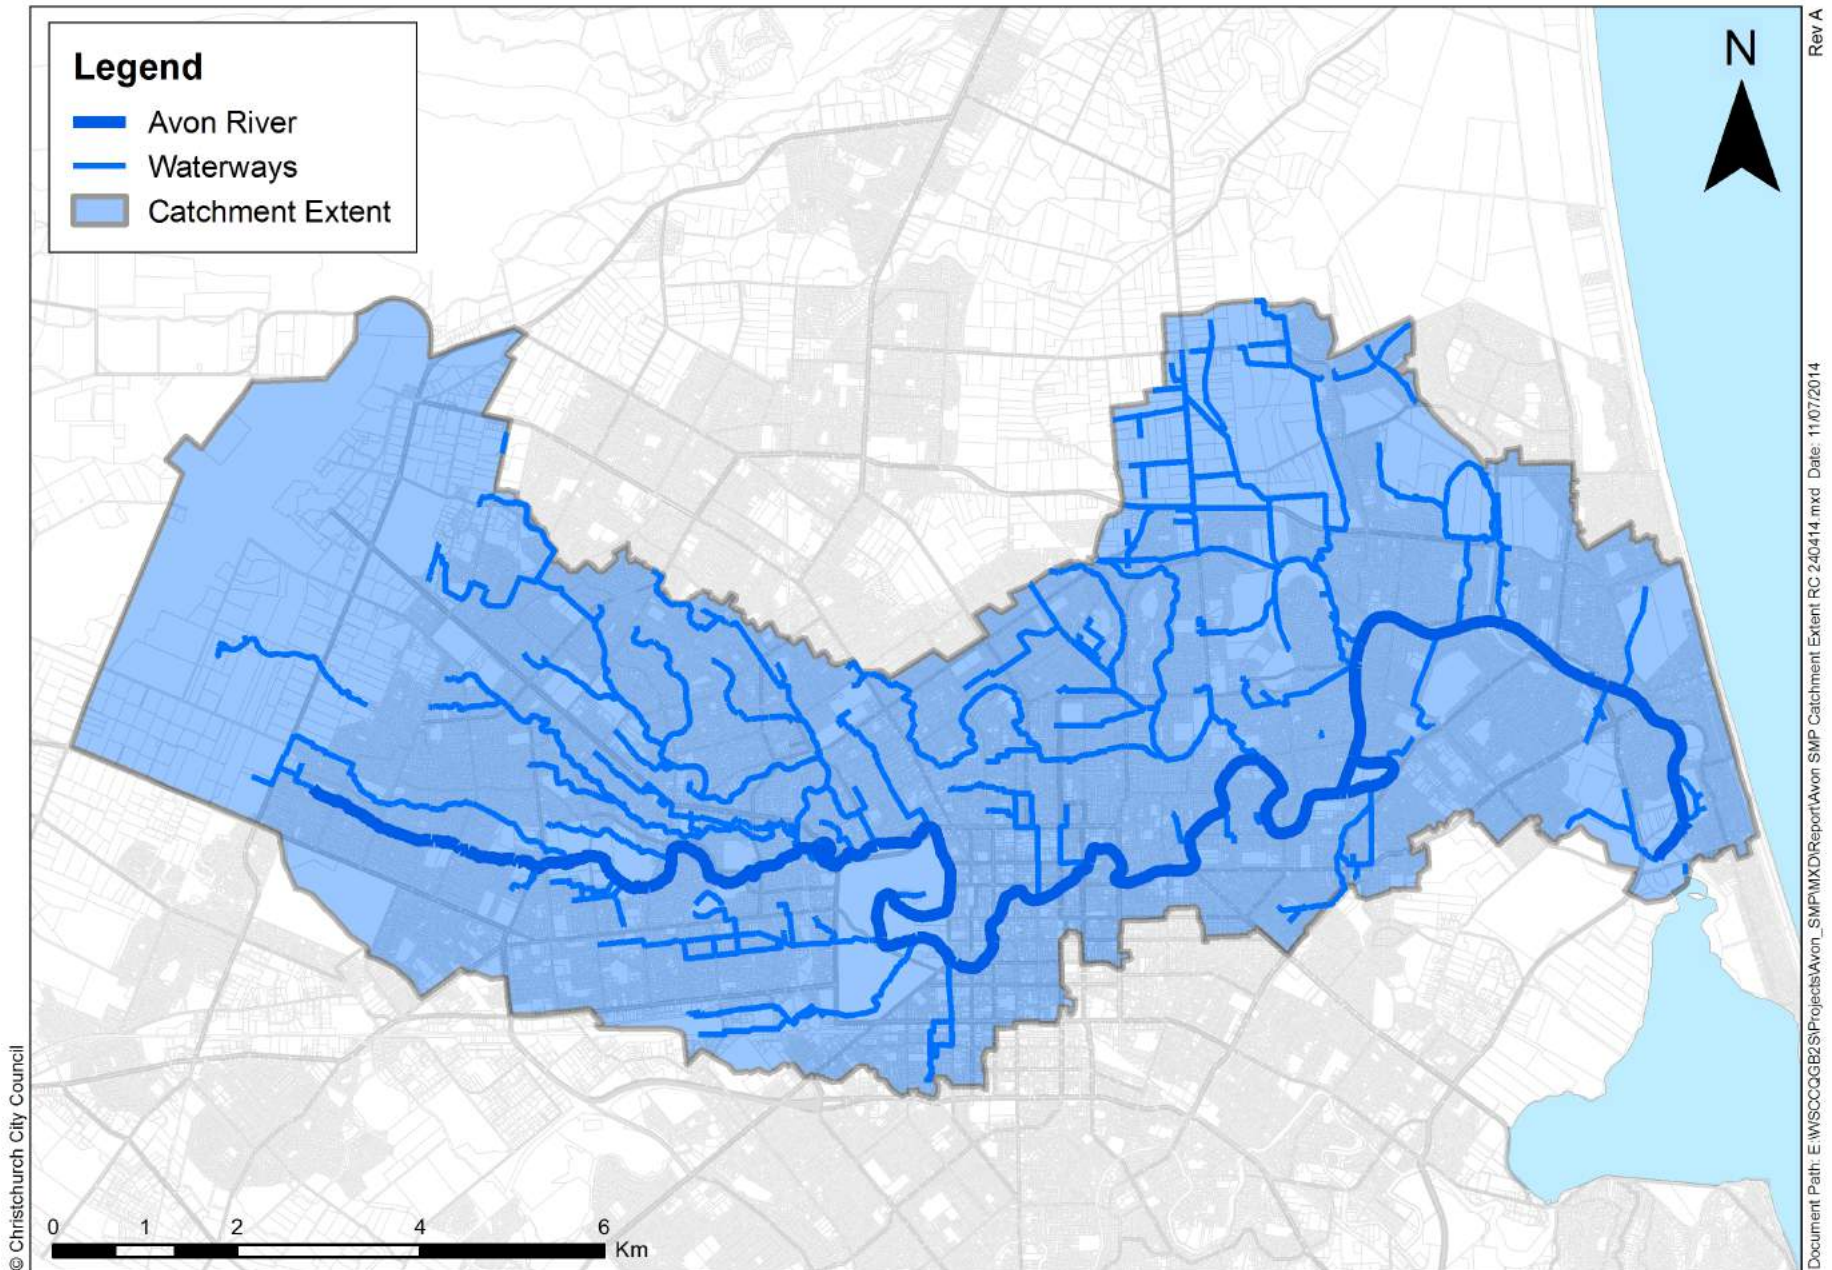 Legend
Avon River
Waterways
Catchment Extent
N
Rev A
Document Path: E:\WSCCQGB2S\Projects\Avon_SMP\MXD\Report\Avon SMP Catchment Extent RC 240414.mxd Date: 11/07/2014
© Christchurch City Council
0 1 2 4 6
Km